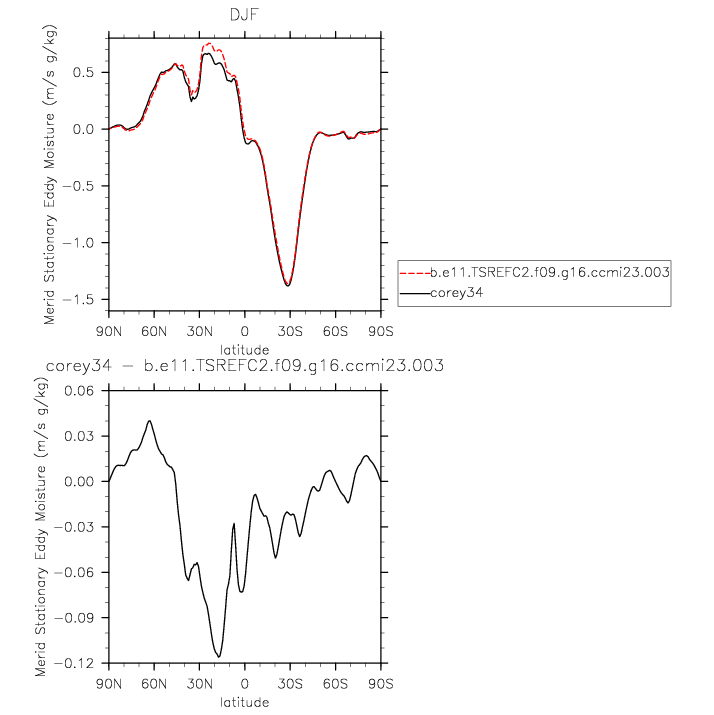 DJF
Merid Stationary Eddy Moisture (m/s g/kg)
0.5
0.0
−0.5
−1.0
−1.5
90N 60N 30N 0 30S 60S 90S
latitude
b.e11.TSREFC2.f09.g16.ccmi23.003
corey34
corey34 − b.e11.TSREFC2.f09.g16.ccmi23.003
Merid Stationary Eddy Moisture (m/s g/kg)
0.06
0.03
0.00
−0.03
−0.06
−0.09
−0.12
90N 60N 30N 0 30S 60S 90S
latitude